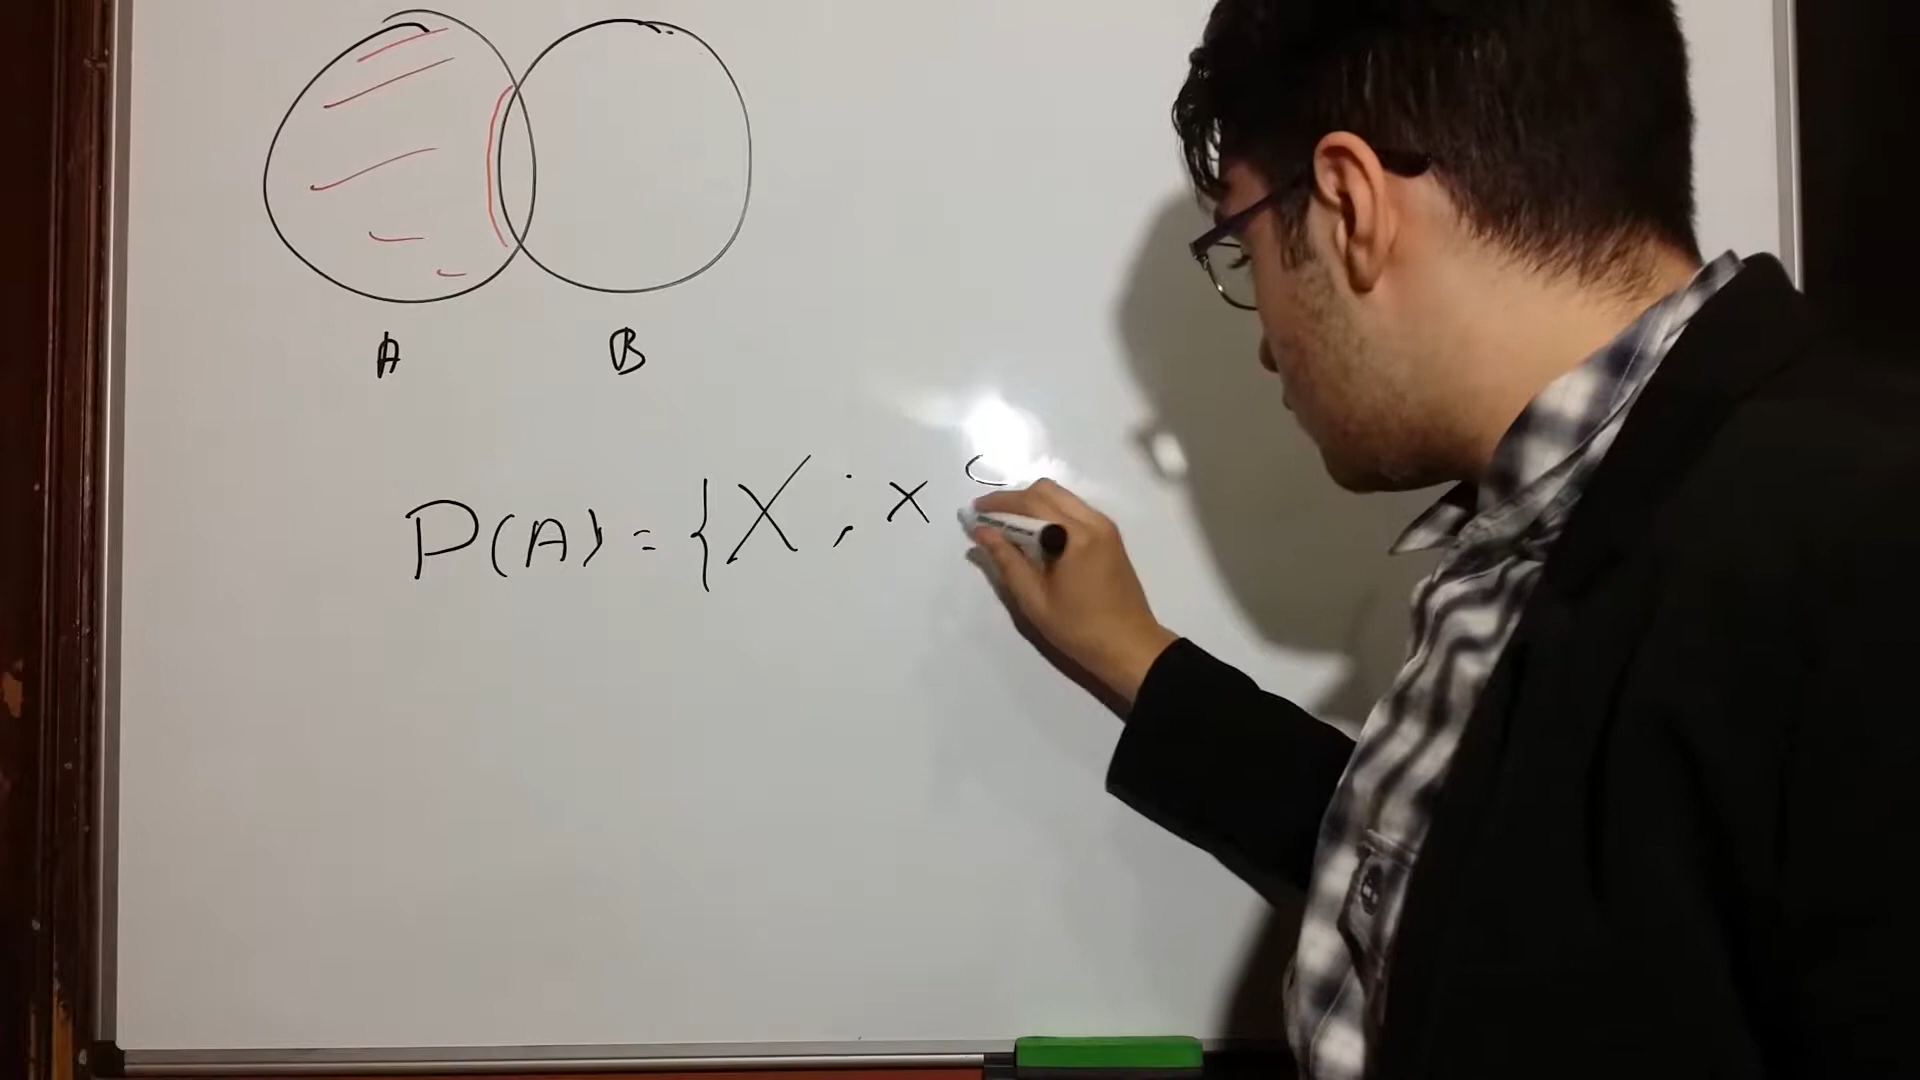 A B
P(A) = {X ; x